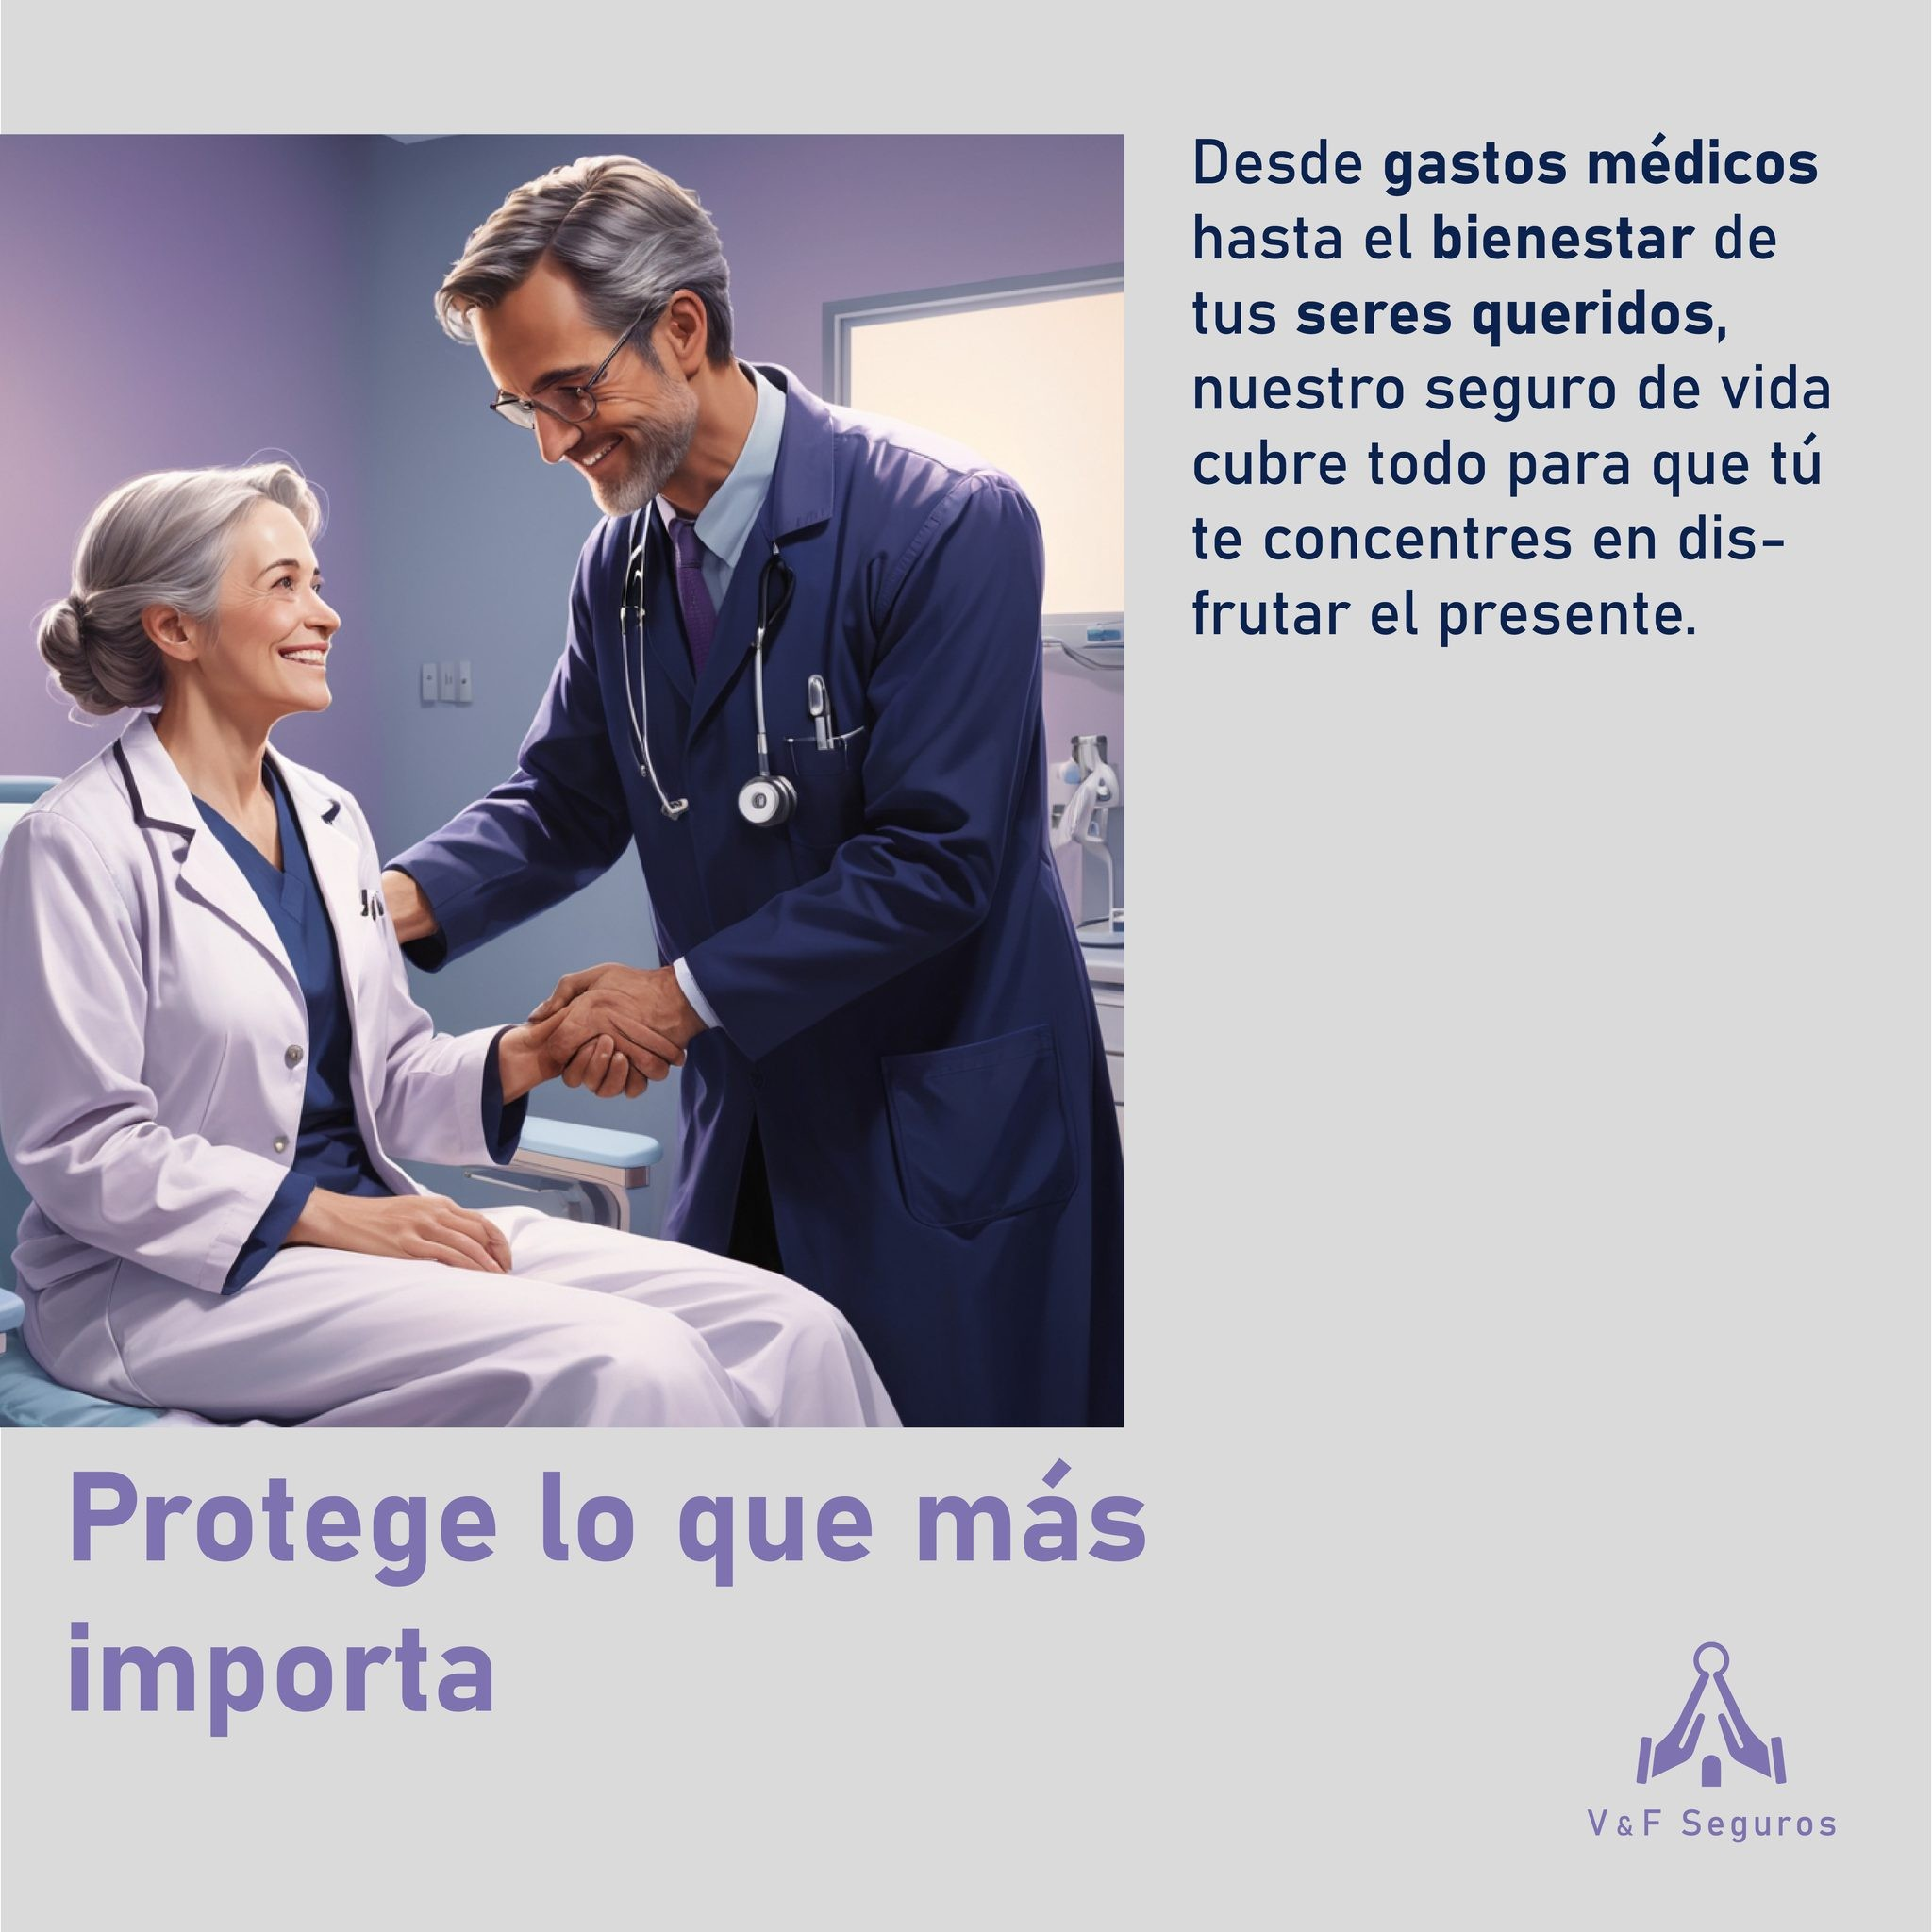 Desde gastos médicos
hasta el bienestar de
tus seres queridos,
nuestro seguro de vida
cubre todo para que tú
te concentres en dis-
frutar el presente.
Protege lo que más
importa
V&F Seguros